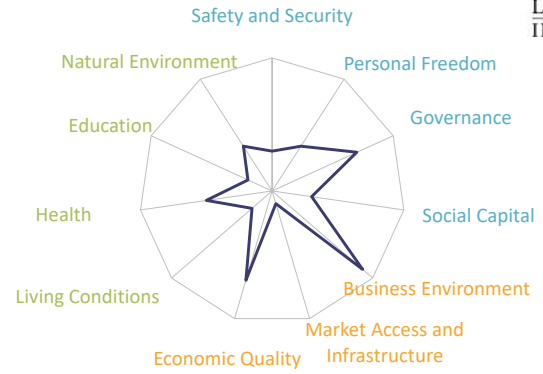 Safety and Security
Natural Environment
Personal Freedom
Education
Governance
Health
Social Capital
Living Conditions
Business Environment
Market Access and
Infrastructure
Economic Quality